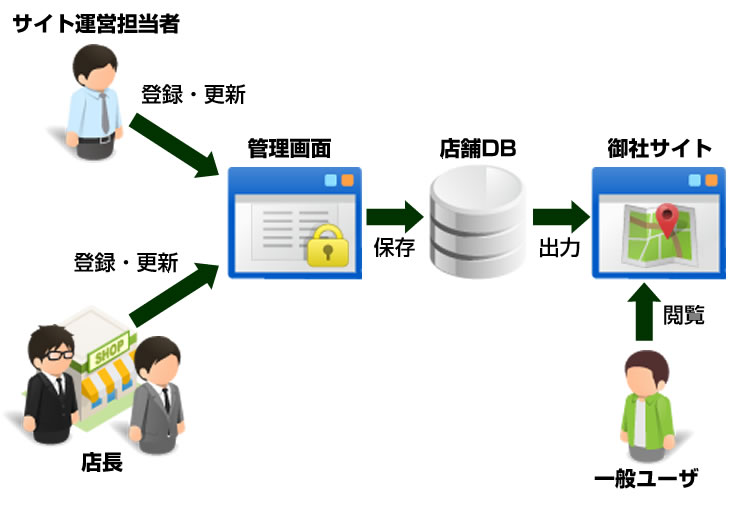 サイト運営担当者
登録・更新
管理画面
店舗DB
御社サイト
保存
出力
登録・更新
閲覧
SHOP
店長
一般ユーザ